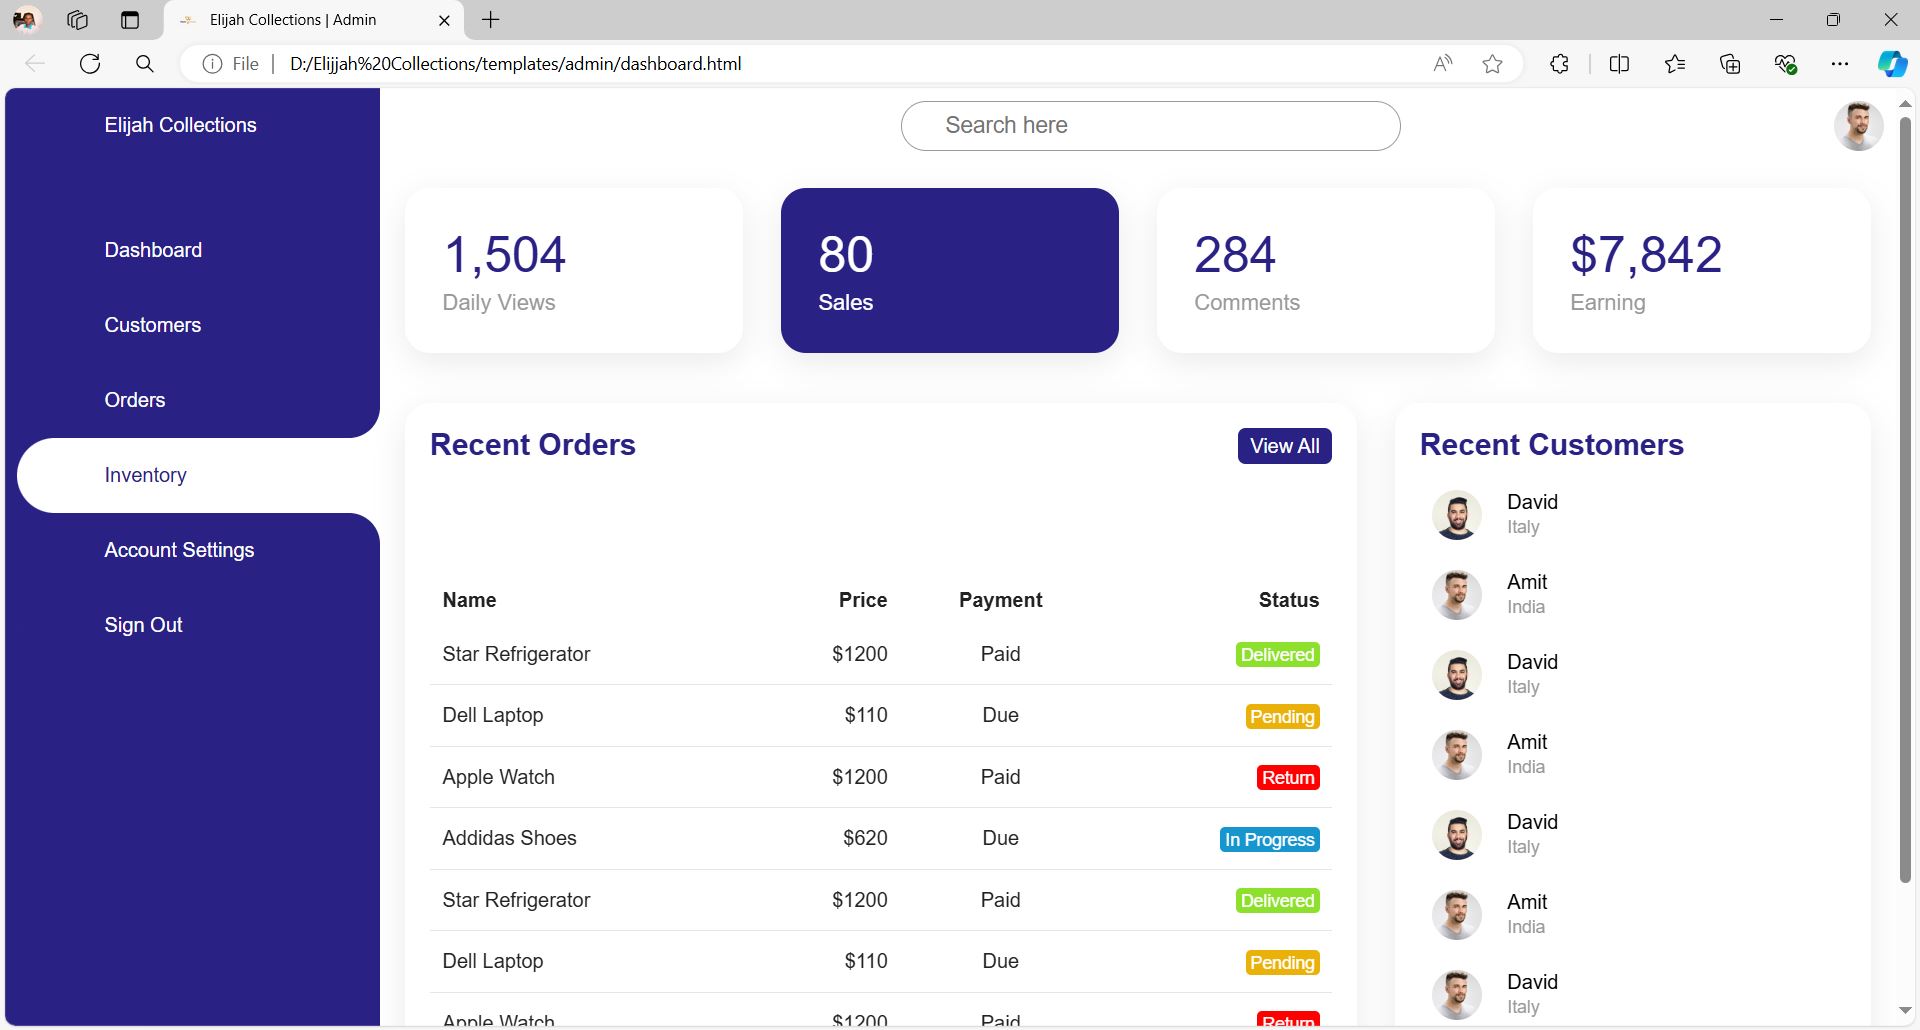 Elijah Collections | Admin
File
D:/Elijjah%20Collections/templates/admin/dashboard.html
Elijah Collections
Search here
Dashboard
Customers
Orders
Inventory
Account Settings
Sign Out
1,504
Daily Views
80
Sales
284
Comments
$7,842
Earning
Recent Orders
View All
Name Price Payment Status
Star Refrigerator $1200 Paid Delivered
Dell Laptop $110 Due Pending
Apple Watch $1200 Paid Return
Addidas Shoes $620 Due In Progress
Star Refrigerator $1200 Paid Delivered
Dell Laptop $110 Due Pending
Apple Watch $1200 Paid Return
Recent Customers
David
Italy
Amit
India
David
Italy
Amit
India
David
Italy
Amit
India
David
Italy